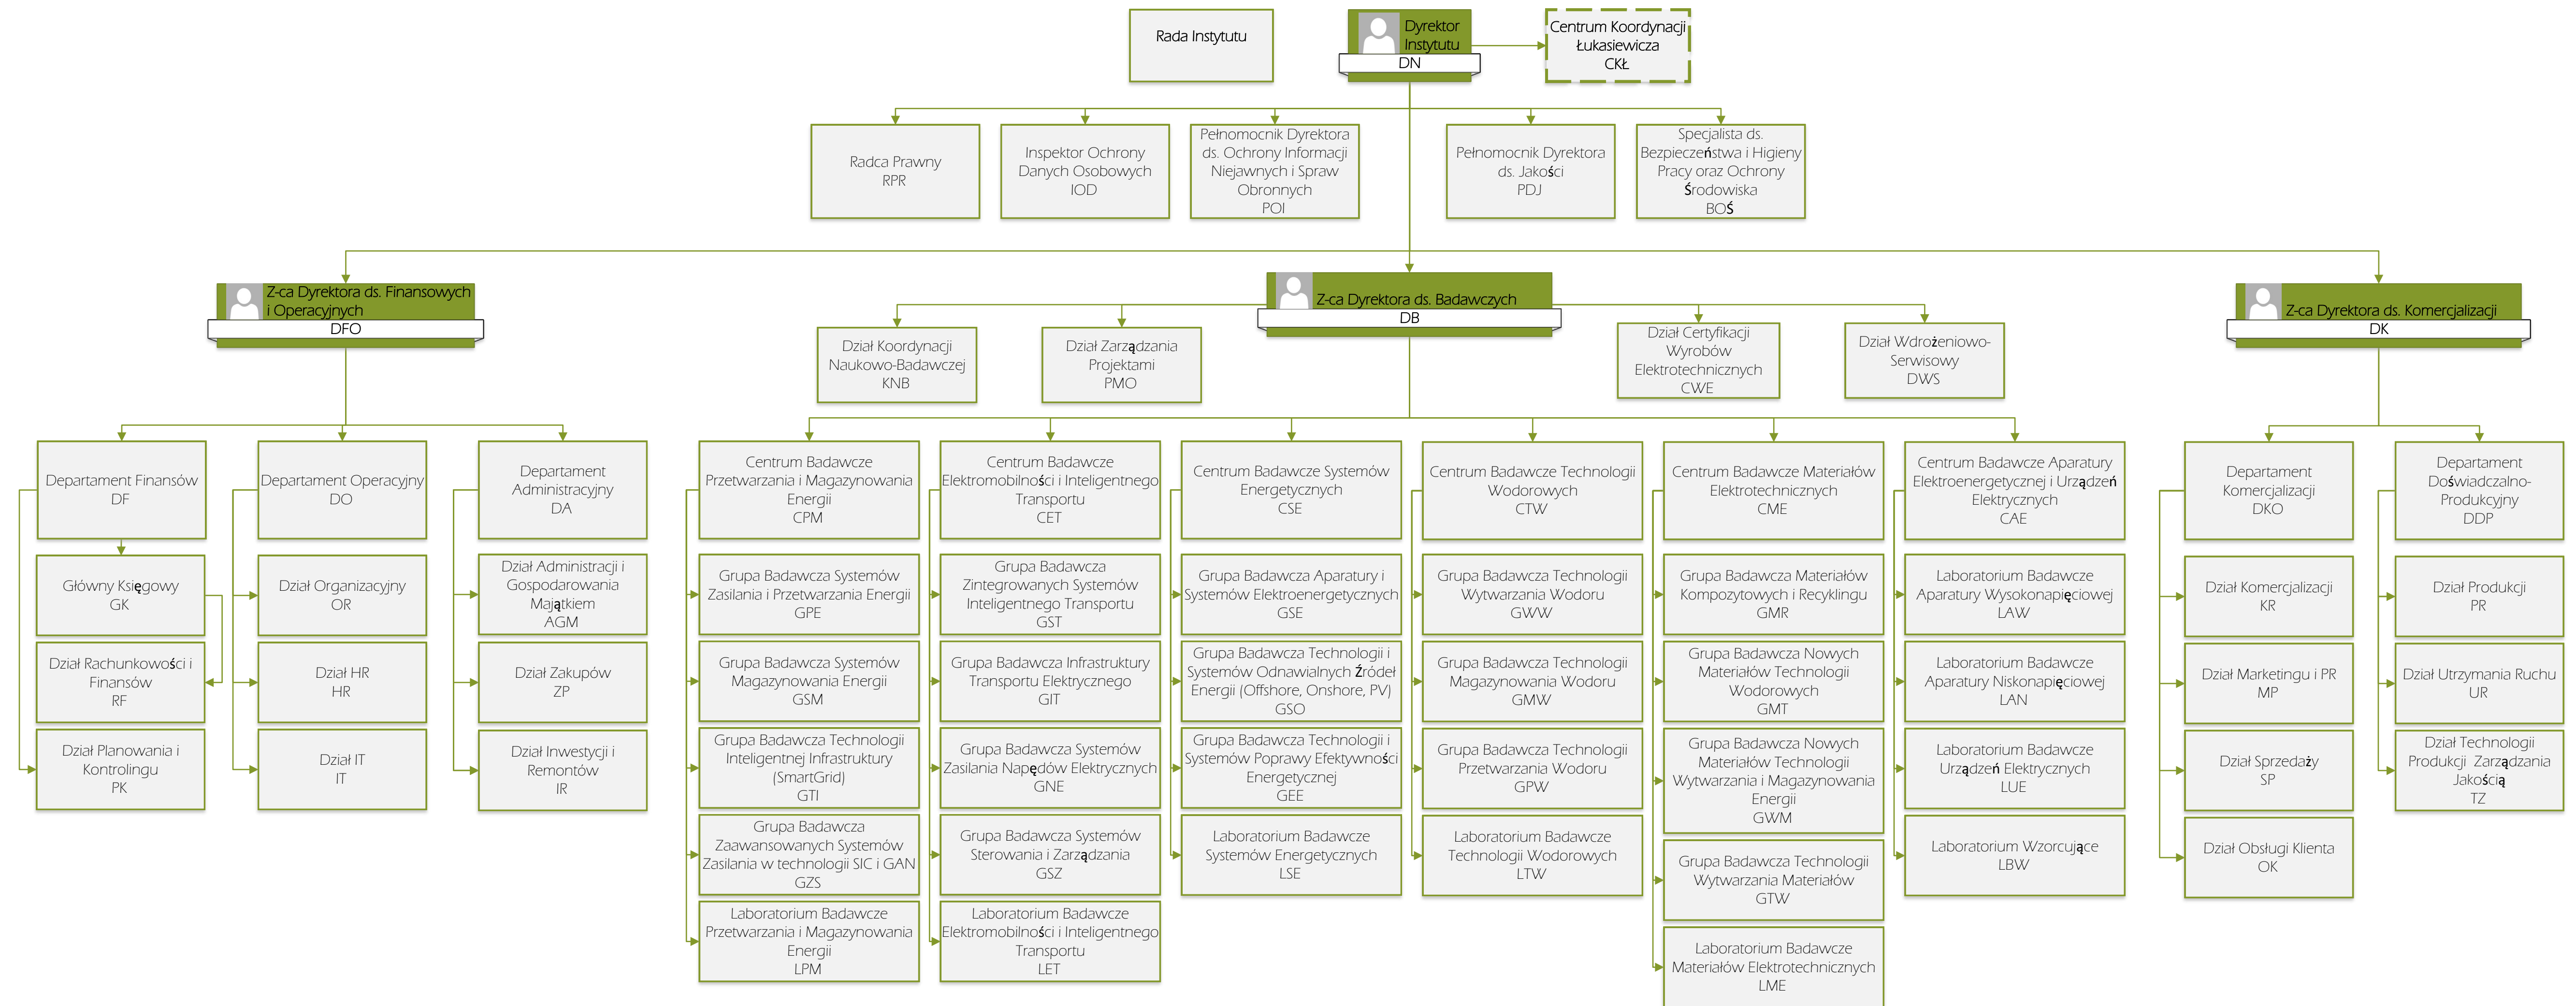 Rada Instytutu
Dyrektor
Instytutu
DN
Centrum Koordynacji
Łukasiewicza
CKŁ
Radca Prawny
RPR
Inspektor Ochrony
Danych Osobowych
IOD
Pełnomocnik Dyrektora
ds. Ochrony Informacji
Niejawnych i Spraw
Obronnych
POI
Pełnomocnik Dyrektora
ds. Jakości
PDJ
Specjalista ds.
Bezpieczeństwa i Higieny
Pracy oraz Ochrony
Środowiska
BOŚ
Z-ca Dyrektora ds. Finansowych
i Operacyjnych
DFO
Z-ca Dyrektora ds. Badawczych
DB
Z-ca Dyrektora ds. Komercjalizacji
DK
Dział Koordynacji
Naukowo-Badawczej
KNB
Dział Zarządzania
Projektami
PMO
Dział Certyfikacji
Wyrobów
Elektrotechnicznych
CWE
Dział Wdrożeniowo-
Serwisowy
DWS
Departament Finansów
DF
Główny Księgowy
GK
Dział Rachunkowości i
Finansów
RF
Dział Planowania i
Kontrolingu
PK
Departament Operacyjny
DO
Dział Organizacyjny
OR
Dział HR
HR
Dział IT
IT
Departament
Administracyjny
DA
Dział Administracji i
Gospodarowania
Majątkiem
AGM
Dział Zakupów
ZP
Dział Inwestycji i
Remontów
IR
Centrum Badawcze
Przetwarzania i Magazynowania
Energii
CPM
Grupa Badawcza Systemów
Zasilania i Przetwarzania Energii
GPE
Grupa Badawcza Systemów
Magazynowania Energii
GSM
Grupa Badawcza Technologii
Inteligentnej Infrastruktury
(SmartGrid)
GTI
Grupa Badawcza
Zaawansowanych Systemów
Zasilania w technologii SIC i GAN
GZS
Laboratorium Badawcze
Przetwarzania i Magazynowania
Energii
LPM
Centrum Badawcze
Elektromobilności i Inteligentnego
Transportu
CET
Grupa Badawcza
Zintegrowanych Systemów
Inteligentnego Transportu
GST
Grupa Badawcza Infrastruktury
Transportu Elektrycznego
GIT
Grupa Badawcza Systemów
Zasilania Napędów Elektrycznych
GNE
Grupa Badawcza Systemów
Sterowania i Zarządzania
GSZ
Laboratorium Badawcze
Elektromobilności i Inteligentnego
Transportu
LET
Centrum Badawcze Systemów
Energetycznych
CSE
Grupa Badawcza Aparatury i
Systemów Elektroenergetycznych
GSE
Grupa Badawcza Technologii i
Systemów Odnawialnych Źródeł
Energii (Offshore, Onshore, PV)
GSO
Grupa Badawcza Technologii i
Systemów Poprawy Efektywności
Energetycznej
GEE
Laboratorium Badawcze
Systemów Energetycznych
LSE
Centrum Badawcze Technologii
Wodorowych
CTW
Grupa Badawcza Technologii
Wytwarzania Wodoru
GWW
Grupa Badawcza Technologii
Magazynowania Wodoru
GMW
Grupa Badawcza Technologii
Przetwarzania Wodoru
GPW
Laboratorium Badawcze
Technologii Wodorowych
LTW
Centrum Badawcze Materiałów
Elektrotechnicznych
CME
Grupa Badawcza Materiałów
Kompozytowych i Recyklingu
GMR
Grupa Badawcza Nowych
Materiałów Technologii
Wodorowych
GMT
Grupa Badawcza Nowych
Materiałów Technologii
Wytwarzania i Magazynowania
Energii
GWM
Grupa Badawcza Technologii
Wytwarzania Materiałów
GTW
Laboratorium Badawcze
Materiałów Elektrotechnicznych
LME
Centrum Badawcze Aparatury
Elektroenergetycznej i Urządzeń
Elektrycznych
CAE
Laboratorium Badawcze
Aparatury Wysokonapięciowej
LAW
Laboratorium Badawcze
Aparatury Niskonapięciowej
LAN
Laboratorium Badawcze
Urządzeń Elektrycznych
LUE
Laboratorium Wzorcujące
LBW
Departament
Komercjalizacji
DKO
Dział Komercjalizacji
KR
Dział Marketingu i PR
MP
Dział Sprzedaży
SP
Dział Obsługi Klienta
OK
Departament
Doświadczalno-
Produkcyjny
DDP
Dział Produkcji
PR
Dział Utrzymania Ruchu
UR
Dział Technologii
Produkcji Zarządzania
Jakością
TZ